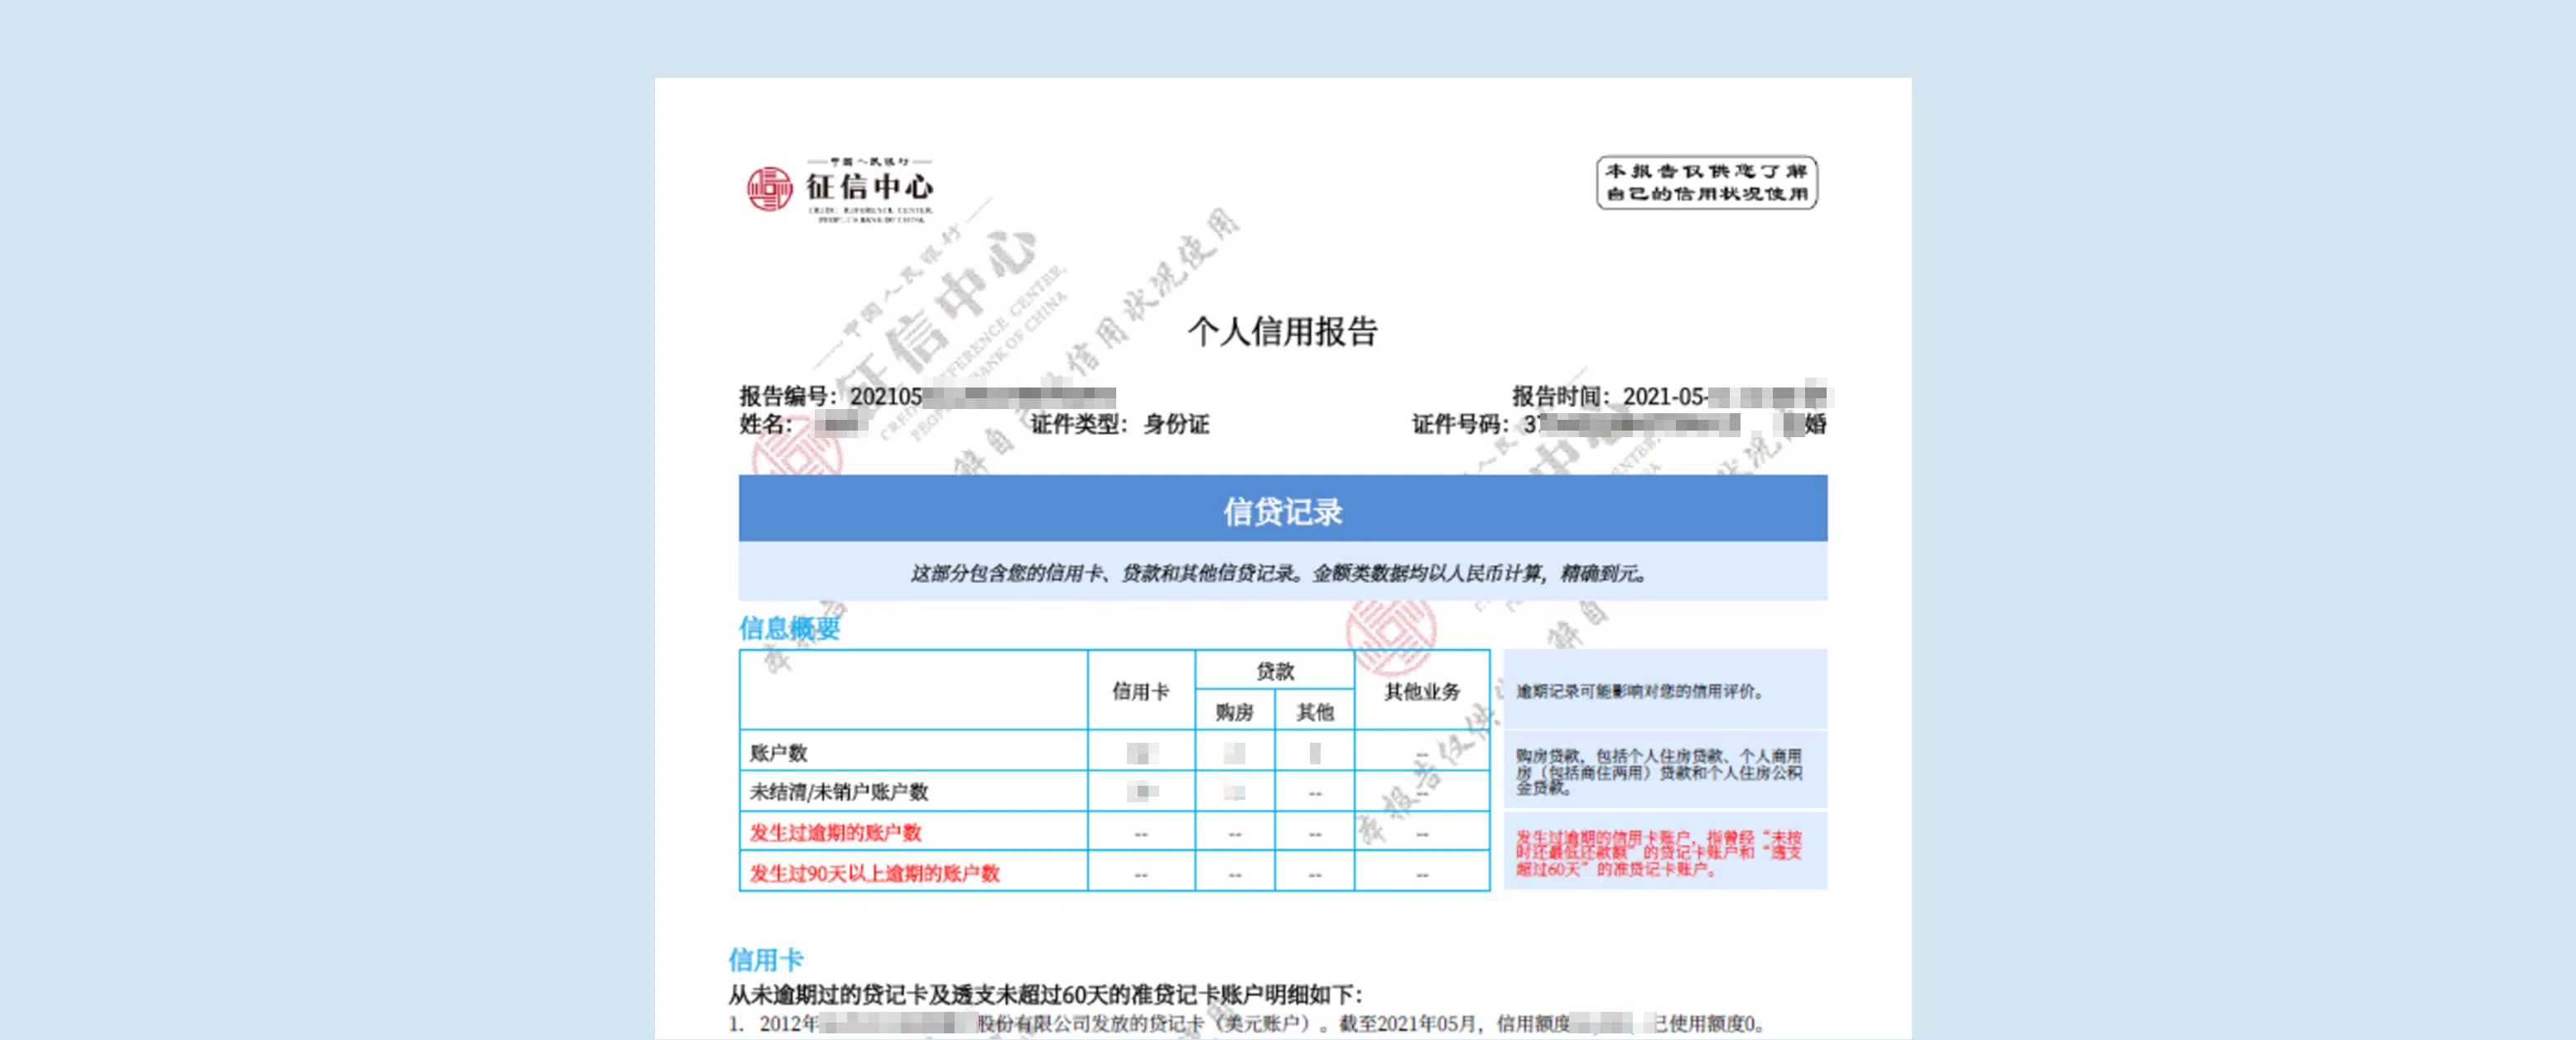 中国人民银行
征信中心
CREDIT REFERENCE CENTER,
PEOPLE'S BANK OF CHINA
本报告仅供您了解
自己的信用状况使用
个人信用报告
报告编号：202105
报告时间：2021-05-
姓名：
证件类型：身份证
证件号码：37
婚
信贷记录
这部分包含您的信用卡、贷款和其他信贷记录。金额类数据均以人民币计算，精确到元。
信息概要
信用卡 贷款 其他业务
购房 其他
逾期记录可能影响对您的信用评价。
账户数 --
未结清/未销户账户数 -- --
发生过逾期的账户数 -- -- -- --
发生过90天以上逾期的账户数 -- -- -- --
购房贷款，包括个人住房贷款、个人商用
房（包括商住两用）贷款和个人住房公积
金贷款。
发生过逾期的信用卡账户，指曾经“未按
时还最低还款额”的贷记卡账户和“透支
超过60天”的准贷记卡账户。
信用卡
从未逾期过的贷记卡及透支未超过60天的准贷记卡账户明细如下：
1. 2012年 股份有限公司发放的贷记卡（美元账户）。截至2021年05月，信用额度 已使用额度0。